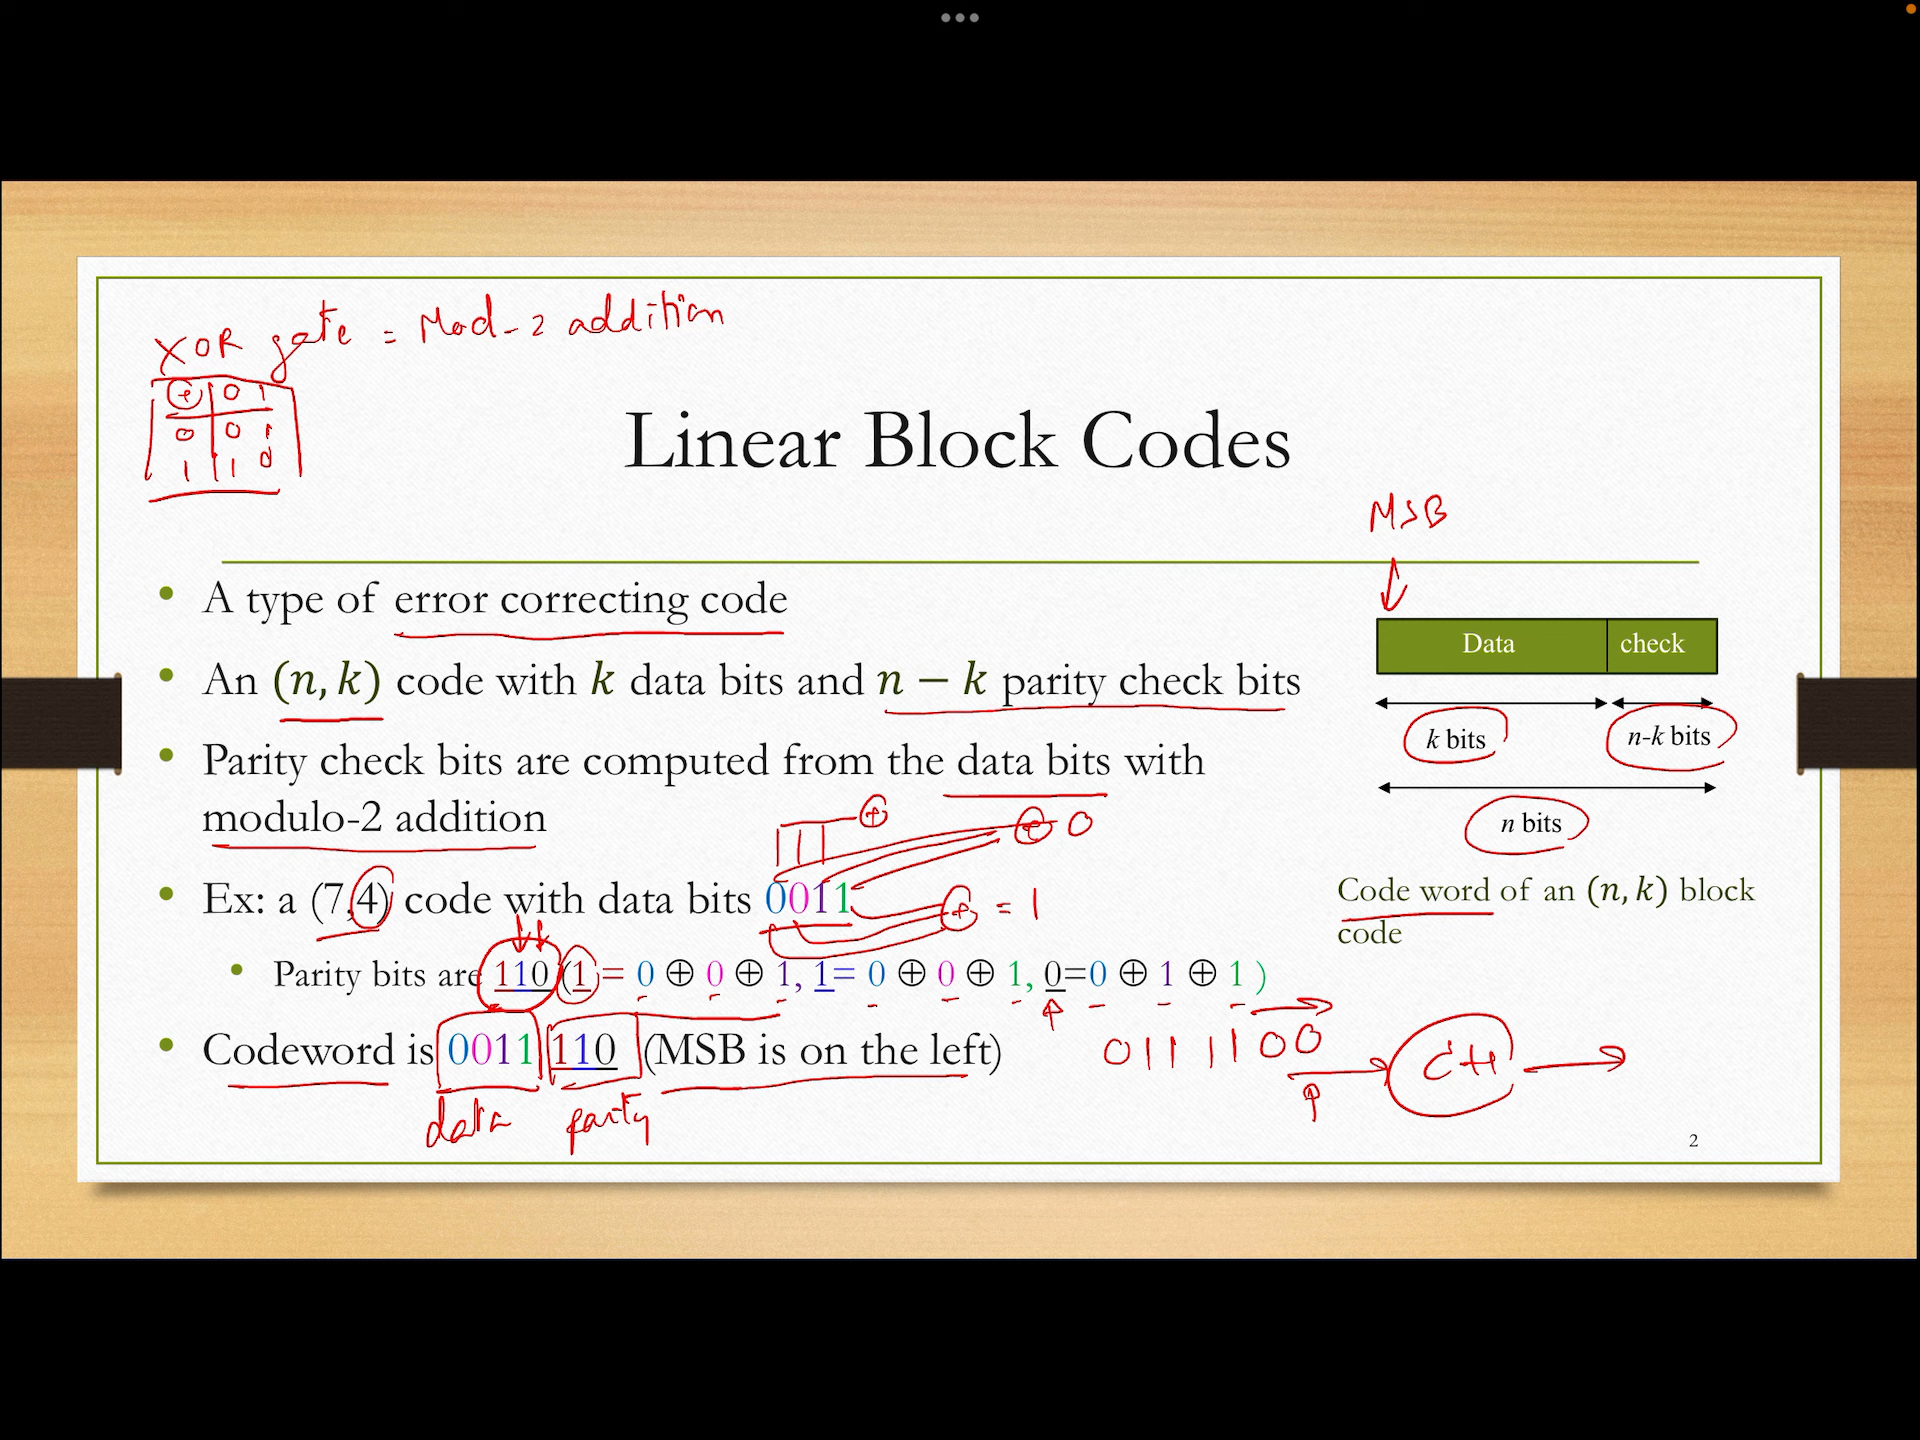 XOR gate = Mod-2 addition
⊕ 0 1
0 0 1
1 1 0
Linear Block Codes
MSB
• A type of error correcting code
• An (n, k) code with k data bits and n − k parity check bits
• Parity check bits are computed from the data bits with
modulo-2 addition
⊕
⊕ 0
• Ex: a (7,4) code with data bits 0011
⊕ = 1
• Parity bits are 110 (1 = 0 ⊕ 0 ⊕ 1, 1= 0 ⊕ 0 ⊕ 1, 0=0 ⊕ 1 ⊕ 1 )
• Codeword is 0011 110 (MSB is on the left)
data parity
0111100
CH
Data check
k bits n-k bits
n bits
Code word of an (n, k) block
code
2